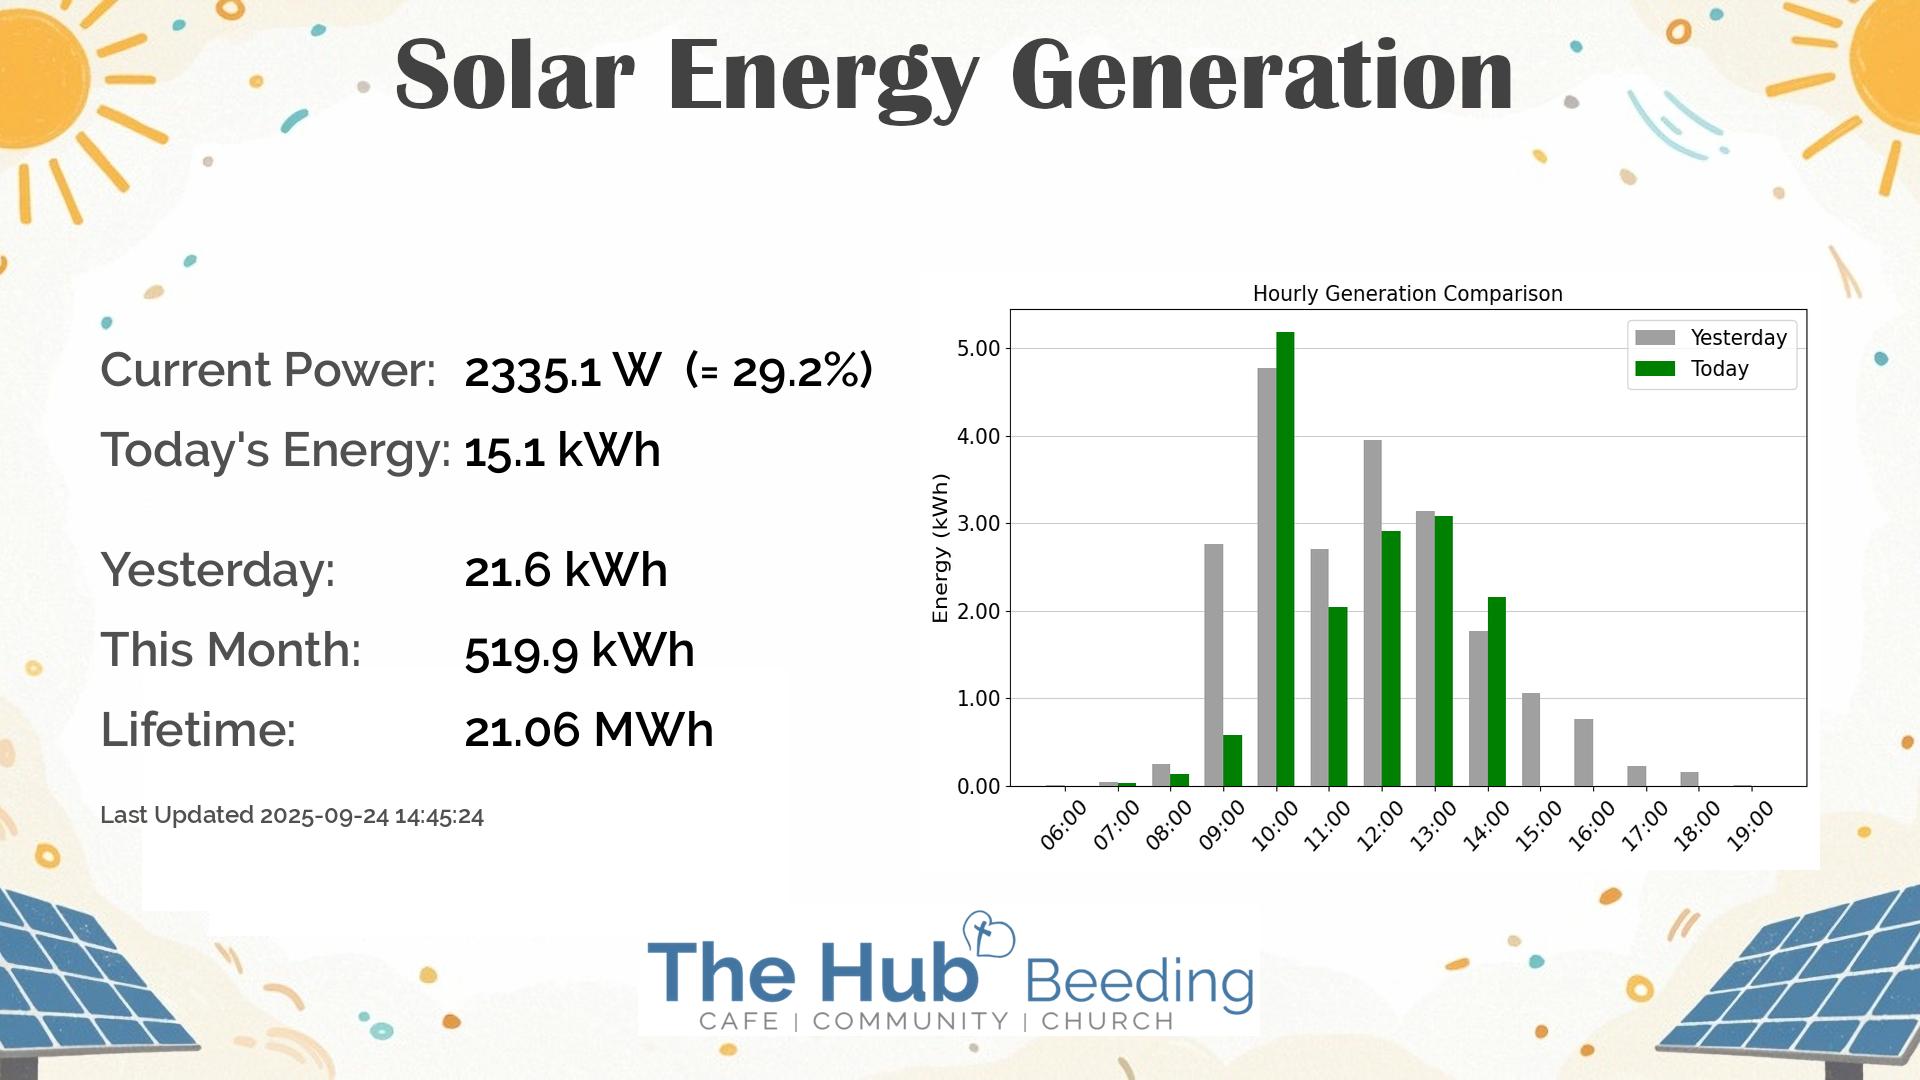 Solar Energy Generation
Current Power: 2335.1 W (= 29.2%)
Today's Energy: 15.1 kWh
Yesterday: 21.6 kWh
This Month: 519.9 kWh
Lifetime: 21.06 MWh
Last Updated 2025-09-24 14:45:24
Hourly Generation Comparison
Yesterday
Today
Energy (kWh)
5.00
4.00
3.00
2.00
1.00
0.00
06:00 07:00 08:00 09:00 10:00 11:00 12:00 13:00 14:00 15:00 16:00 17:00 18:00 19:00
The Hub Beeding
CAFE | COMMUNITY | CHURCH